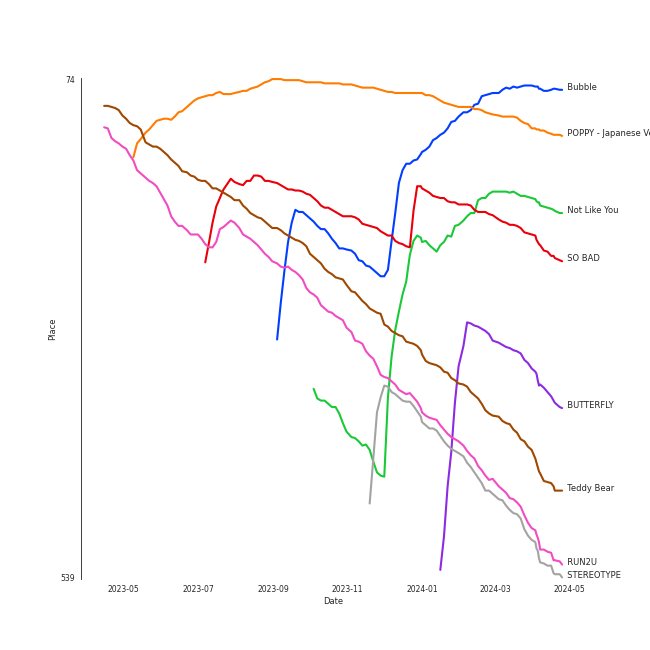 74
Bubble
POPPY - Japanese Ve
Not Like You
SO BAD
Place
BUTTERFLY
Teddy Bear
RUN2U
STEREOTYPE
539
2023-05 2023-07 2023-09 2023-11 2024-01 2024-03 2024-05
Date